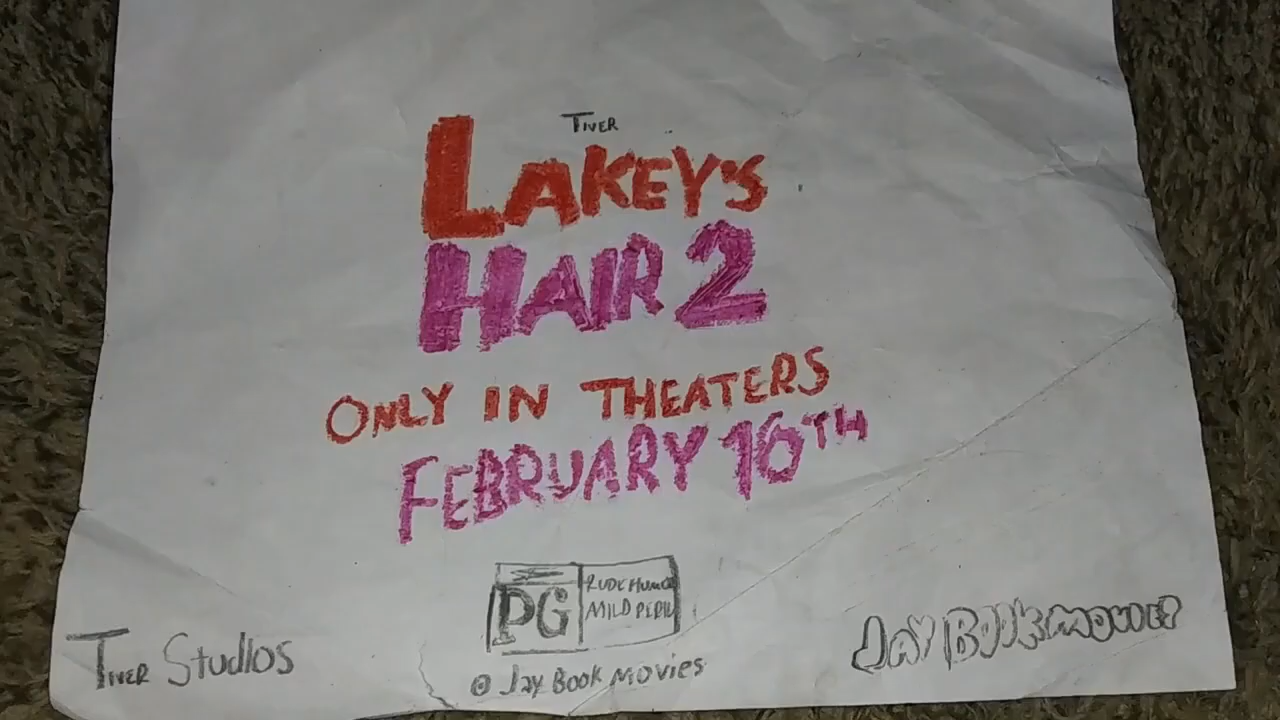 TIVER
LAKEY'S
HAIR 2
ONLY IN THEATERS
FEBRUARY 16TH
PG
RUDE HUMOR
MILD PERIL
TIVER STUDIOS
© JAY BOOK MOVIES
JAY BOOK MOVIES